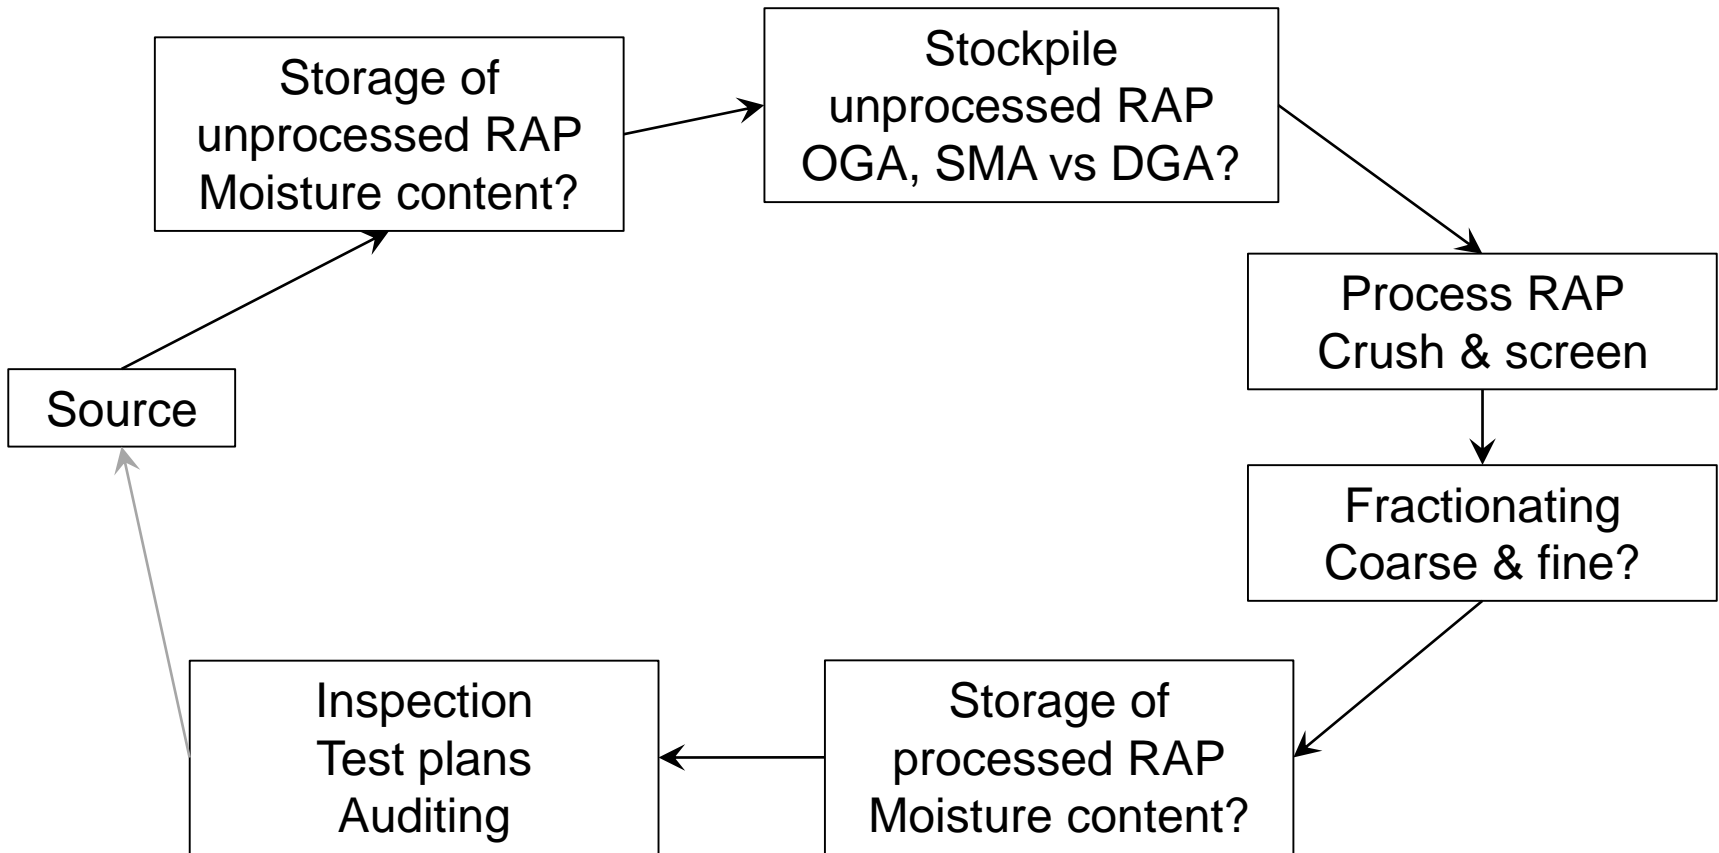 Storage of
unprocessed RAP
Moisture content?
Stockpile
unprocessed RAP
OGA, SMA vs DGA?
Process RAP
Crush & screen
Source
Fractionating
Coarse & fine?
Inspection
Test plans
Auditing
Storage of
processed RAP
Moisture content?